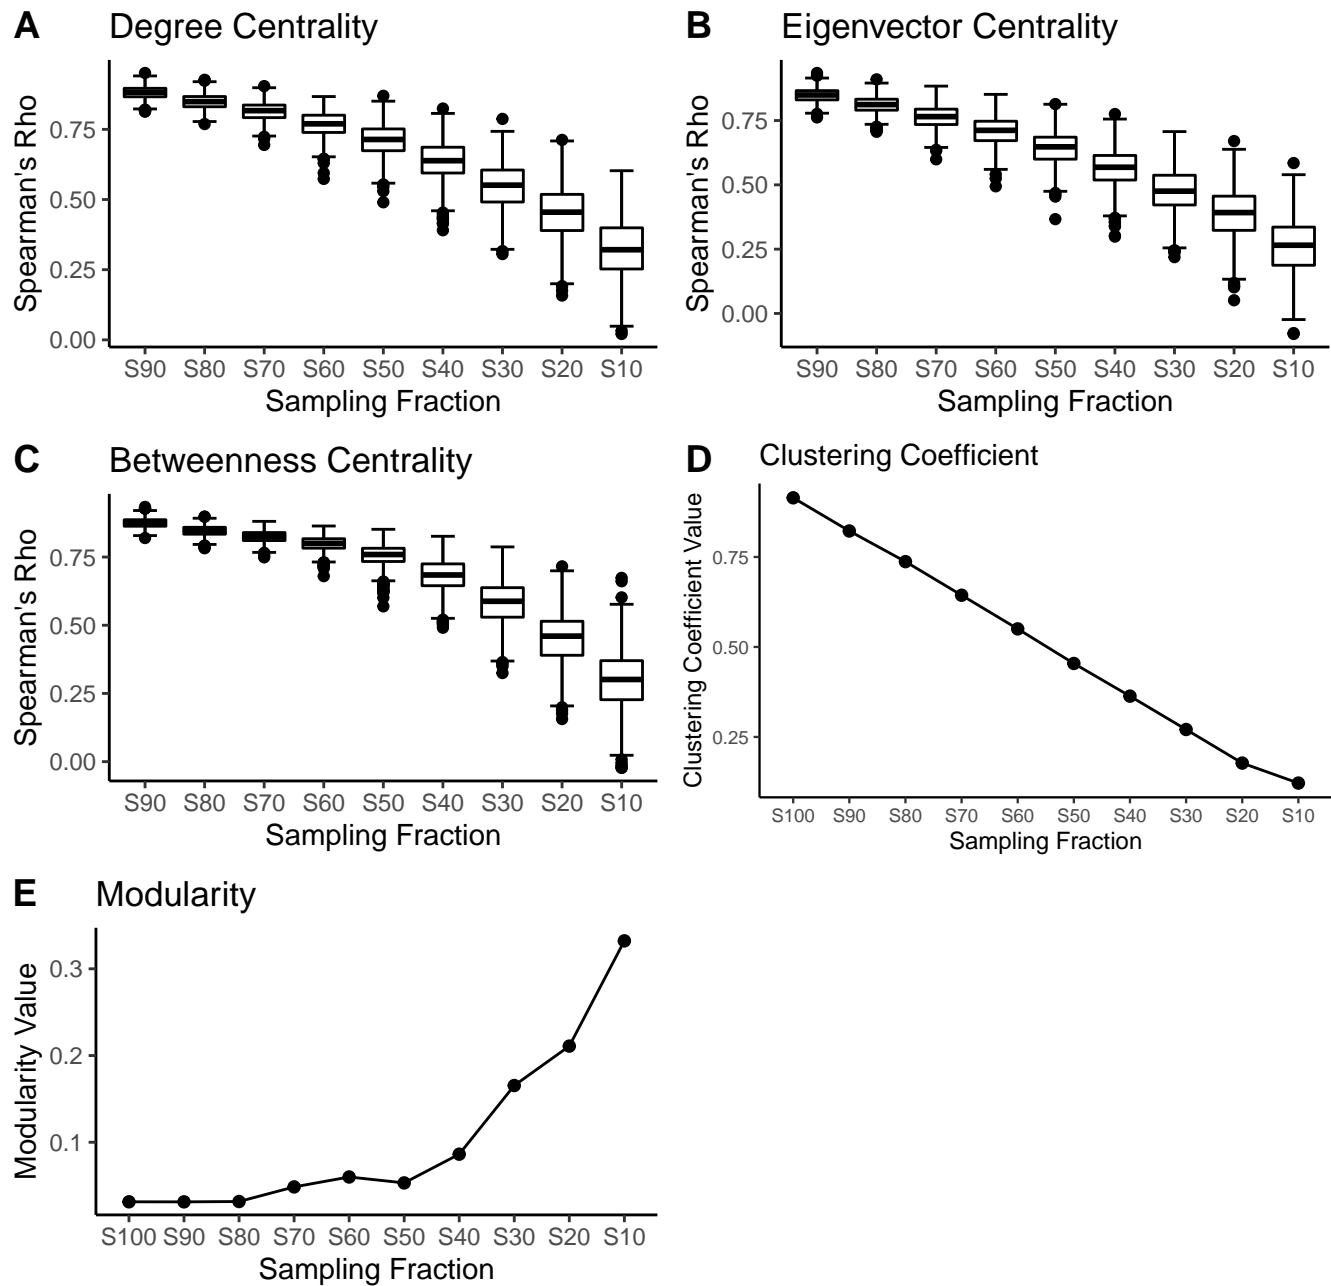 A Degree Centrality
Spearman's Rho
0.75
0.50
0.25
0.00
S90 S80 S70 S60 S50 S40 S30 S20 S10
Sampling Fraction
B Eigenvector Centrality
Spearman's Rho
0.75
0.50
0.25
0.00
S90 S80 S70 S60 S50 S40 S30 S20 S10
Sampling Fraction
C Betweenness Centrality
Spearman's Rho
0.75
0.50
0.25
0.00
S90 S80 S70 S60 S50 S40 S30 S20 S10
Sampling Fraction
D Clustering Coefficient
Clustering Coefficient Value
0.75
0.50
0.25
S100 S90 S80 S70 S60 S50 S40 S30 S20 S10
Sampling Fraction
E Modularity
Modularity Value
0.3
0.2
0.1
S100 S90 S80 S70 S60 S50 S40 S30 S20 S10
Sampling Fraction